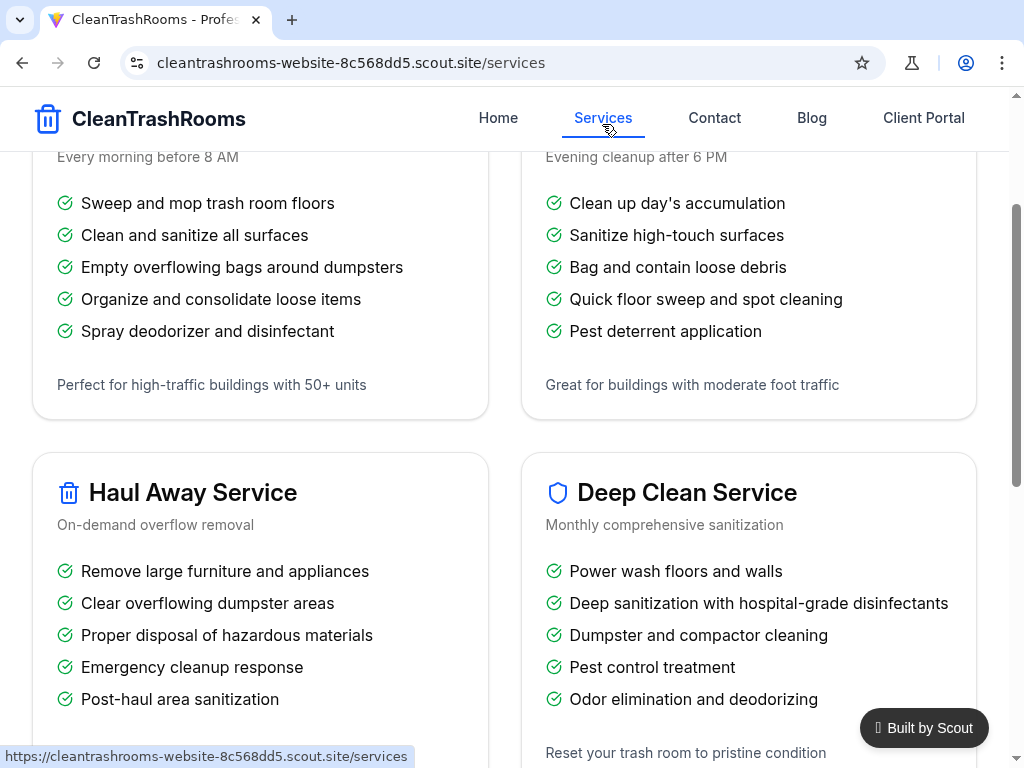 CleanTrashRooms - Profes
cleantrashrooms-website-8c568dd5.scout.site/services
CleanTrashRooms
Home
Services
Contact
Blog
Client Portal
Every morning before 8 AM
Sweep and mop trash room floors
Clean and sanitize all surfaces
Empty overflowing bags around dumpsters
Organize and consolidate loose items
Spray deodorizer and disinfectant
Perfect for high-traffic buildings with 50+ units
Evening cleanup after 6 PM
Clean up day's accumulation
Sanitize high-touch surfaces
Bag and contain loose debris
Quick floor sweep and spot cleaning
Pest deterrent application
Great for buildings with moderate foot traffic
Haul Away Service
On-demand overflow removal
Remove large furniture and appliances
Clear overflowing dumpster areas
Proper disposal of hazardous materials
Emergency cleanup response
Post-haul area sanitization
Deep Clean Service
Monthly comprehensive sanitization
Power wash floors and walls
Deep sanitization with hospital-grade disinfectants
Dumpster and compactor cleaning
Pest control treatment
Odor elimination and deodorizing
Reset your trash room to pristine condition
Built by Scout
https://cleantrashrooms-website-8c568dd5.scout.site/services